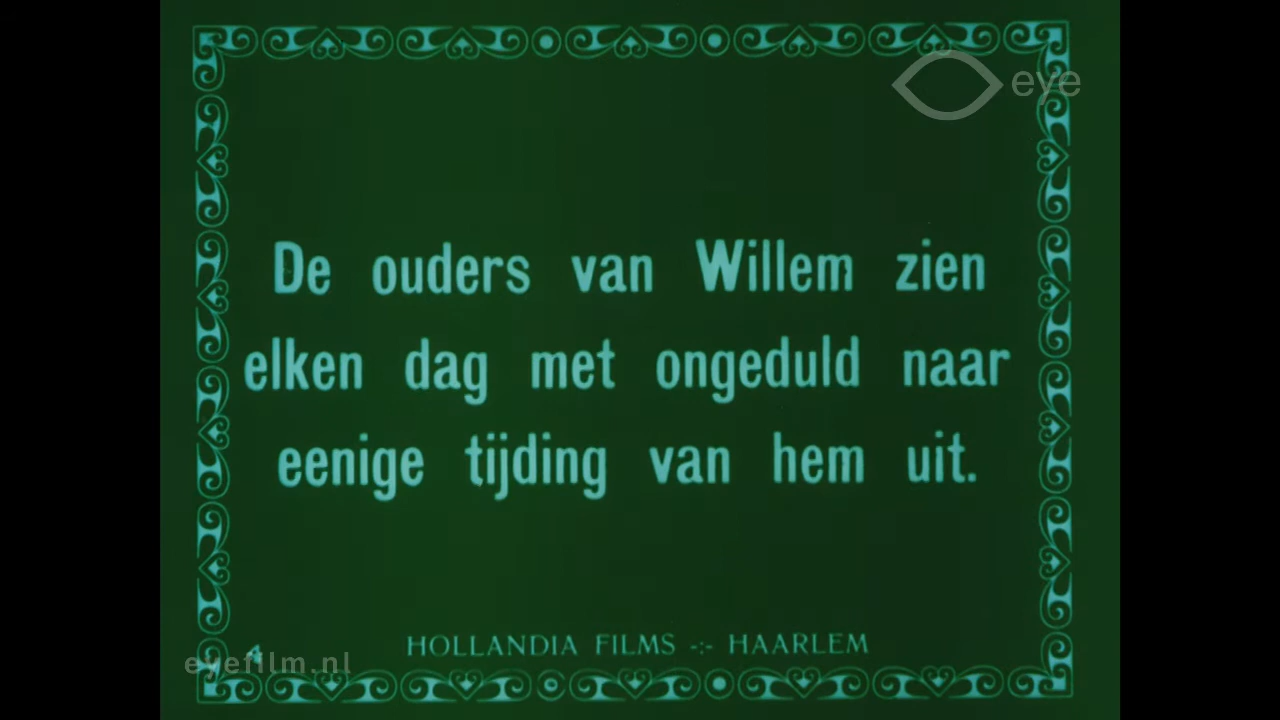 eye
De ouders van Willem zien
elken dag met ongeduld naar
eenige tijding van hem uit.
HOLLANDIA FILMS -:- HAARLEM
4
eyefilm.nl